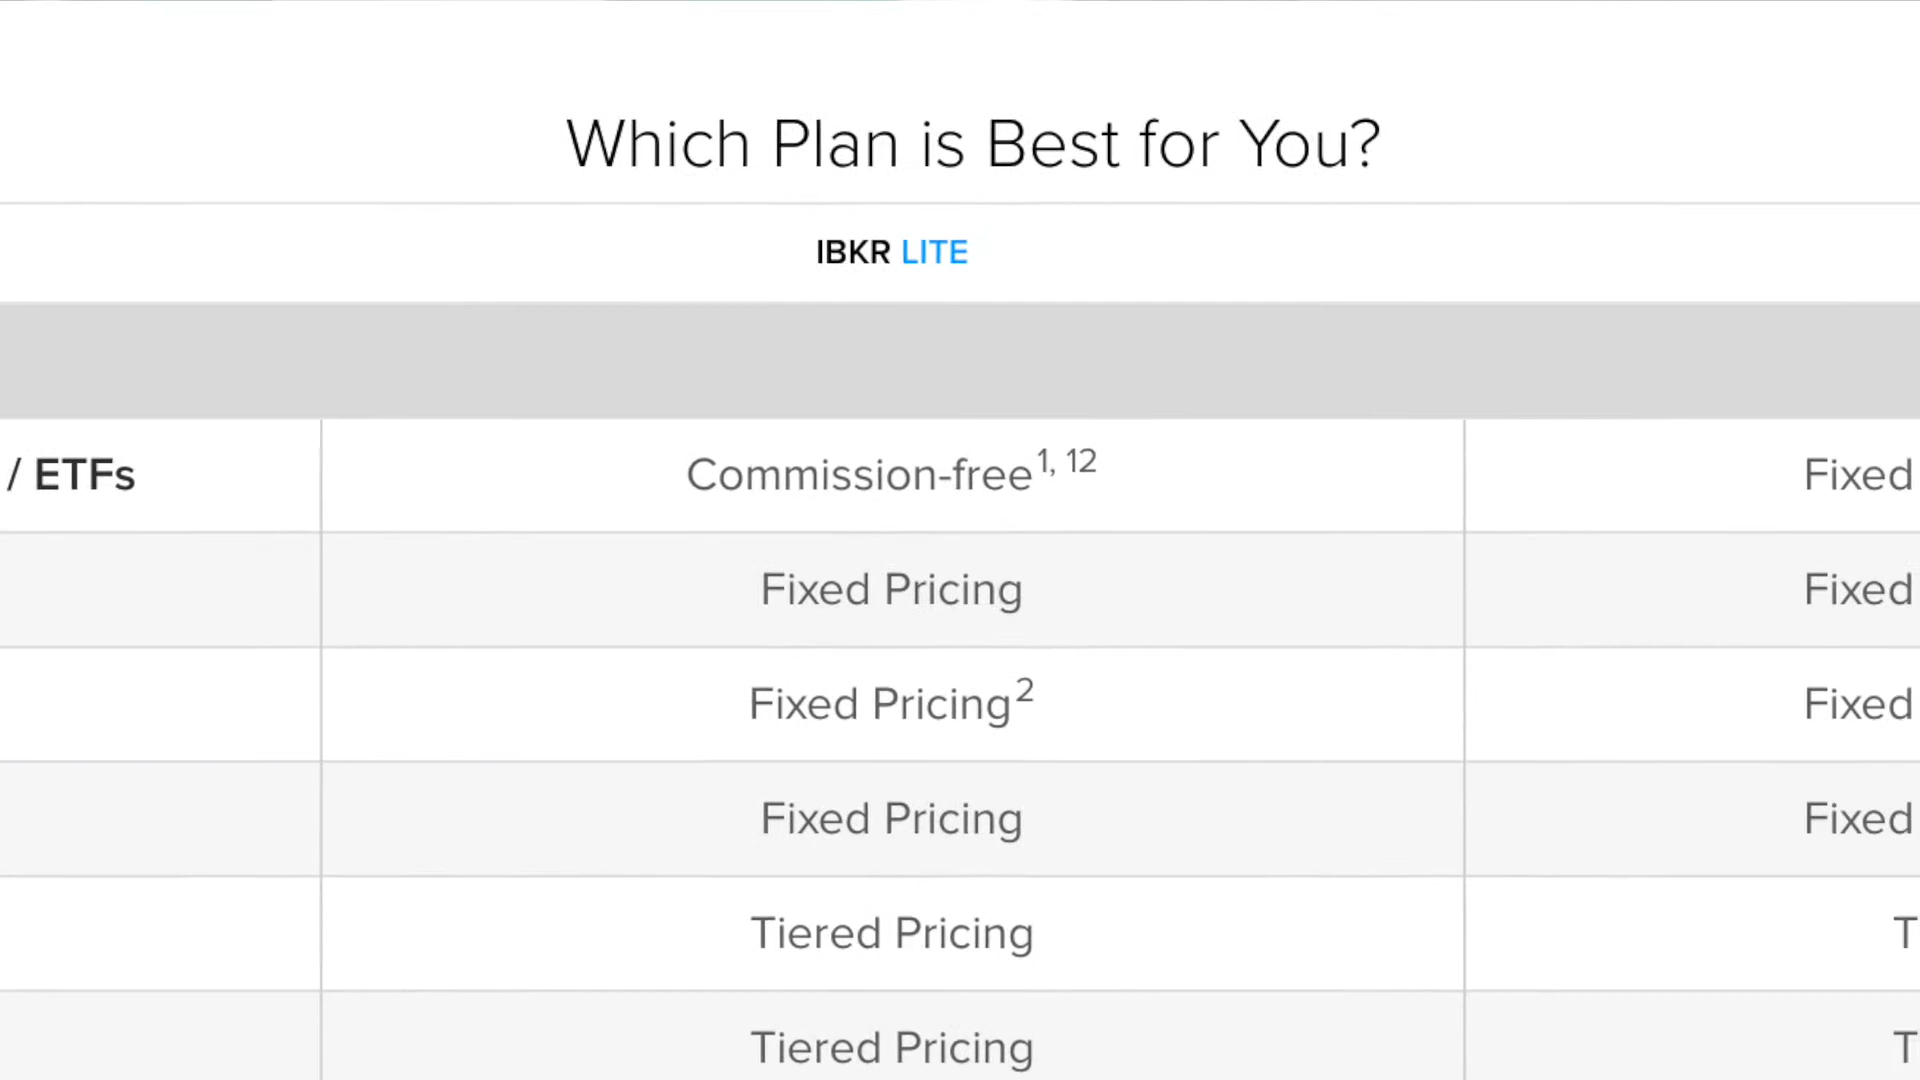 Which Plan is Best for You?
IBKR LITE
/ ETFs Commission-free1, 12 Fixed
Fixed Pricing Fixed
Fixed Pricing2 Fixed
Fixed Pricing Fixed
Tiered Pricing T
Tiered Pricing T